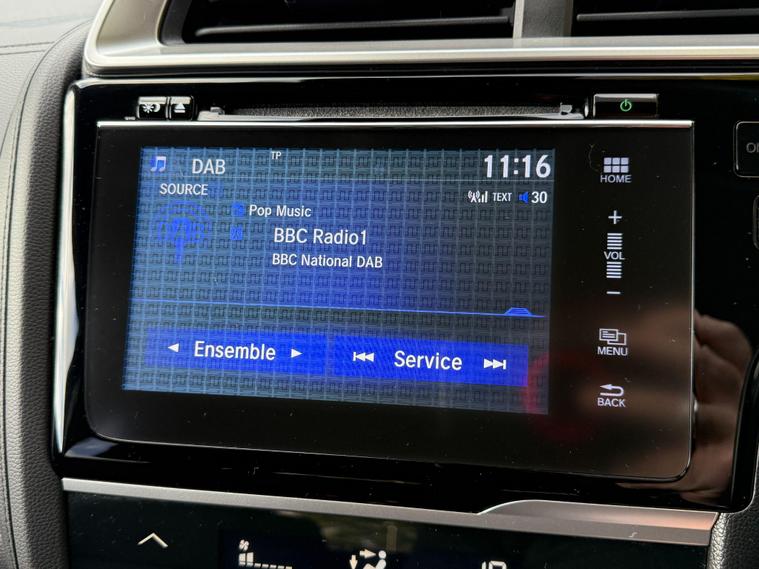 DAB
TP
11:16
SOURCE
TEXT
30
Pop Music
BBC Radio1
BBC National DAB
Ensemble
Service
HOME
+
VOL
−
MENU
BACK